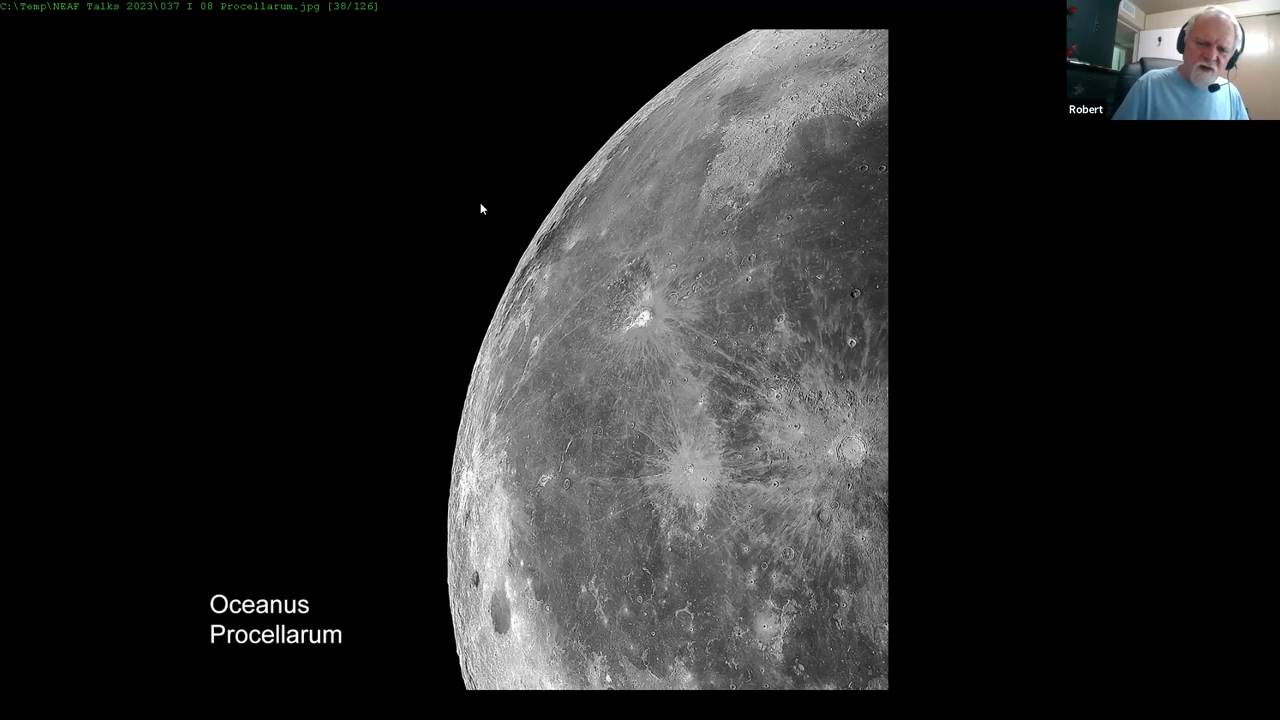 C:\Temp\NEAF Talks 2023\037 I 08 Procellarum.jpg [38/126]
Robert
Oceanus
Procellarum